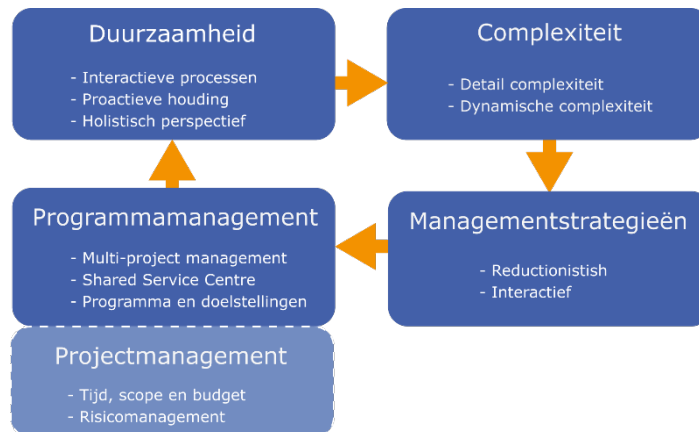 Duurzaamheid
- Interactieve processen
- Proactieve houding
- Holistisch perspectief
Complexiteit
- Detail complexiteit
- Dynamische complexiteit
Programmamanagement
- Multi-project management
- Shared Service Centre
- Programma en doelstellingen
Managementstrategieën
- Reductionistish
- Interactief
Projectmanagement
- Tijd, scope en budget
- Risicomanagement